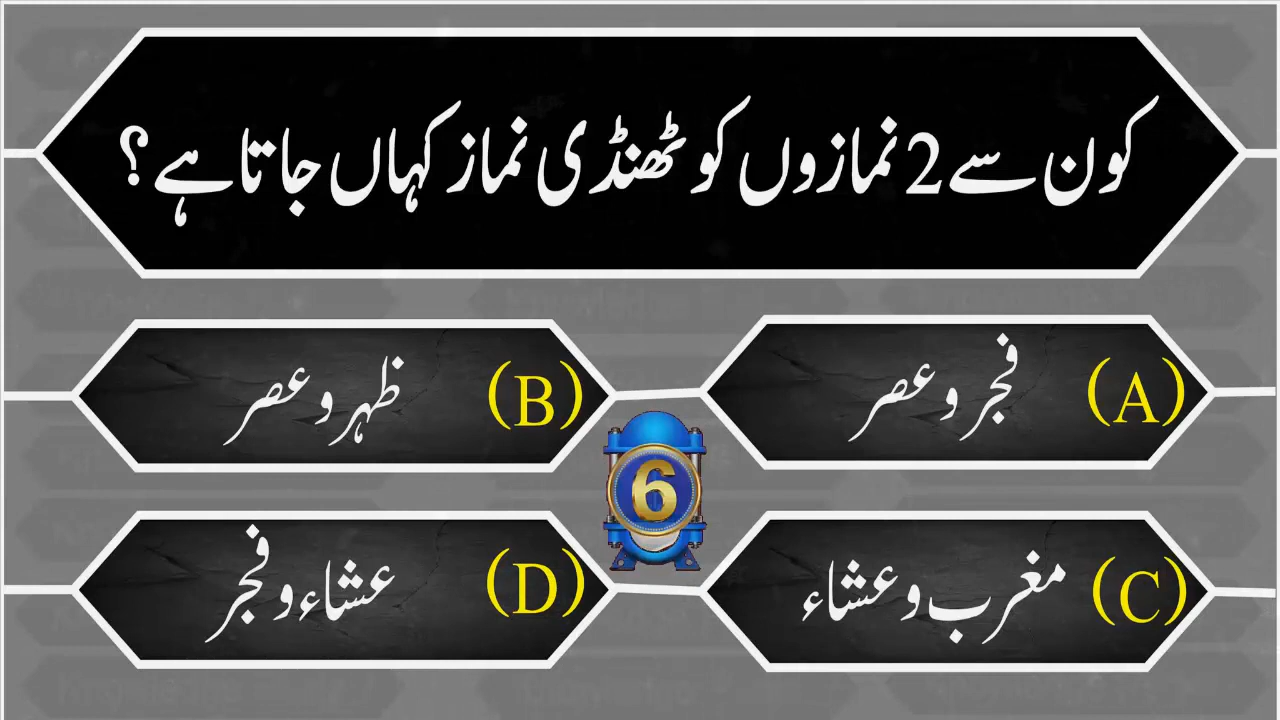 کون سے 2 نمازوں کو ٹھنڈی نماز کہاں جاتا ہے ؟
(A) فجر و عصر
(B) ظہر و عصر
6
(C) مغرب و عشاء
(D) عشاء و فجر